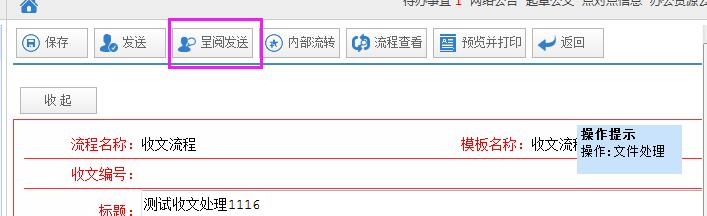 待办事宜 1 网络公告 起草公文 点对点信息 办公资源
保存 发送 呈阅发送 内部流转 流程查看 预览并打印 返回
收起
流程名称: 收文流程 模板名称: 收文流
操作提示
操作:文件处理
收文编号:
标题: 测试收文处理1116